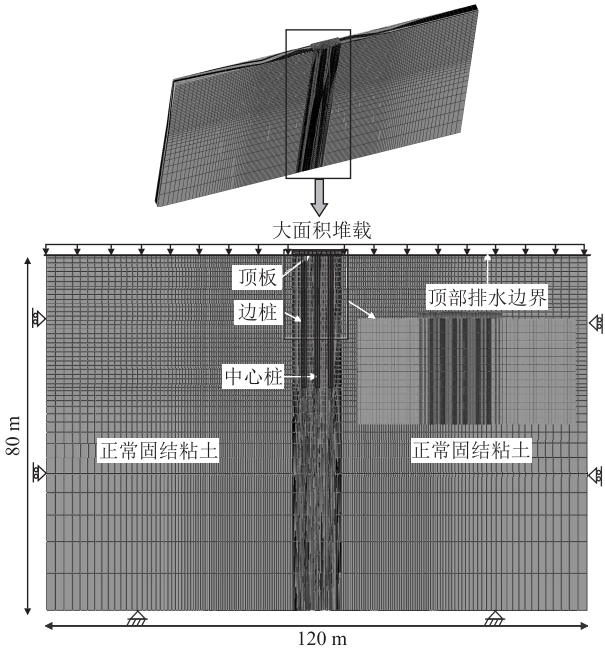 大面积堆载
顶板
顶部排水边界
边桩
中心桩
80 m
正常固结粘土
正常固结粘土
120 m